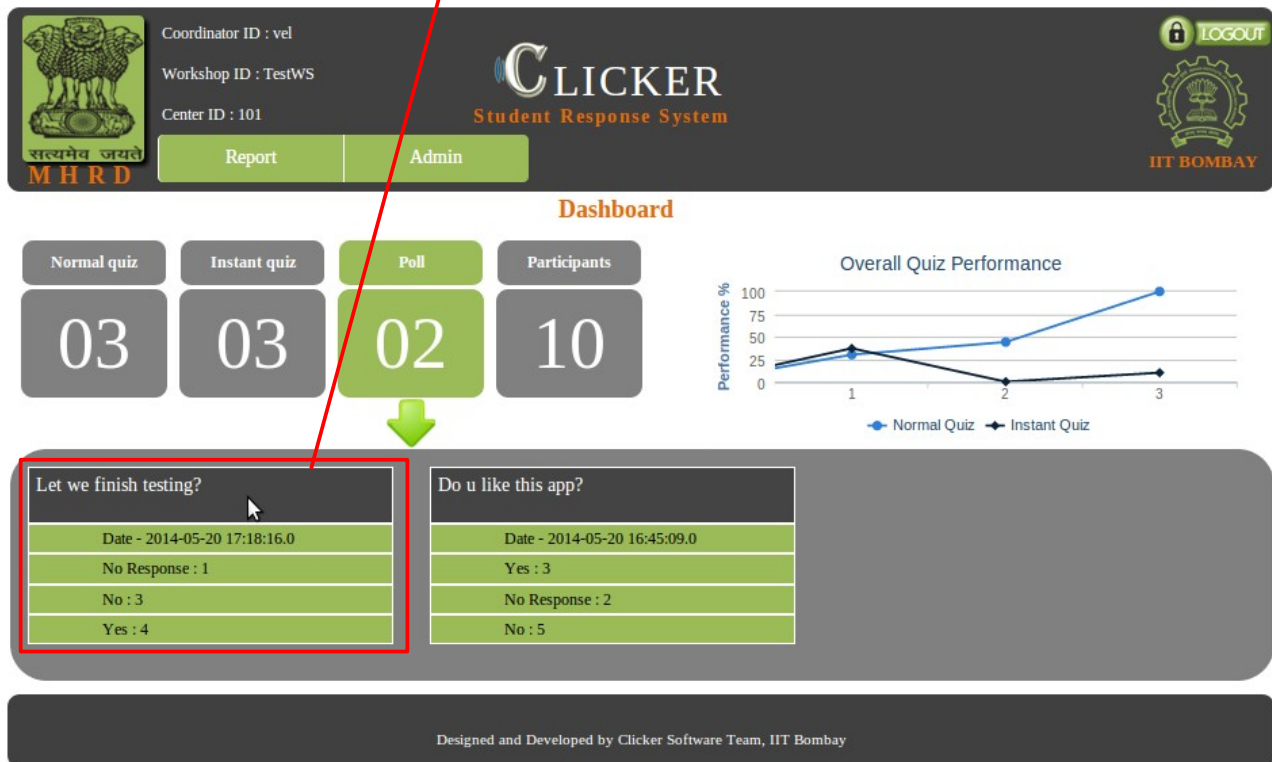 Coordinator ID : vel
Workshop ID : TestWS
Center ID : 101
CLICKER
Student Response System
LOGOUT
सत्यमेव जयते
MHRD
IIT BOMBAY
Report Admin
Dashboard
Normal quiz Instant quiz Poll Participants
03 03 02 10
Overall Quiz Performance
Performance %
100
75
50
25
0
1 2 3
Normal Quiz Instant Quiz
Let we finish testing?
Date - 2014-05-20 17:18:16.0
No Response : 1
No : 3
Yes : 4
Do u like this app?
Date - 2014-05-20 16:45:09.0
Yes : 3
No Response : 2
No : 5
Designed and Developed by Clicker Software Team, IIT Bombay